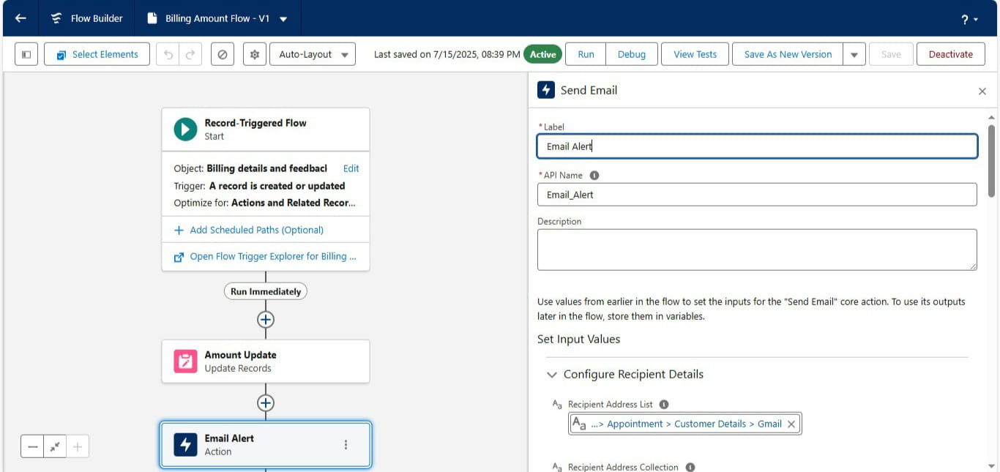 Flow Builder
Billing Amount Flow - V1
?
Select Elements
Auto-Layout
Last saved on 7/15/2025, 08:39 PM
Active
Run
Debug
View Tests
Save As New Version
Save
Deactivate
Record-Triggered Flow
Start
Object: Billing details and feedbacl
Edit
Trigger: A record is created or updated
Optimize for: Actions and Related Recor...
Add Scheduled Paths (Optional)
Open Flow Trigger Explorer for Billing ...
Run Immediately
Amount Update
Update Records
Email Alert
Action
Send Email
* Label
Email Alert
* API Name
Email_Alert
Description
Use values from earlier in the flow to set the inputs for the "Send Email" core action. To use its outputs
later in the flow, store them in variables.
Set Input Values
Configure Recipient Details
Aa Recipient Address List
Aa ...> Appointment > Customer Details > Gmail
Aa Recipient Address Collection